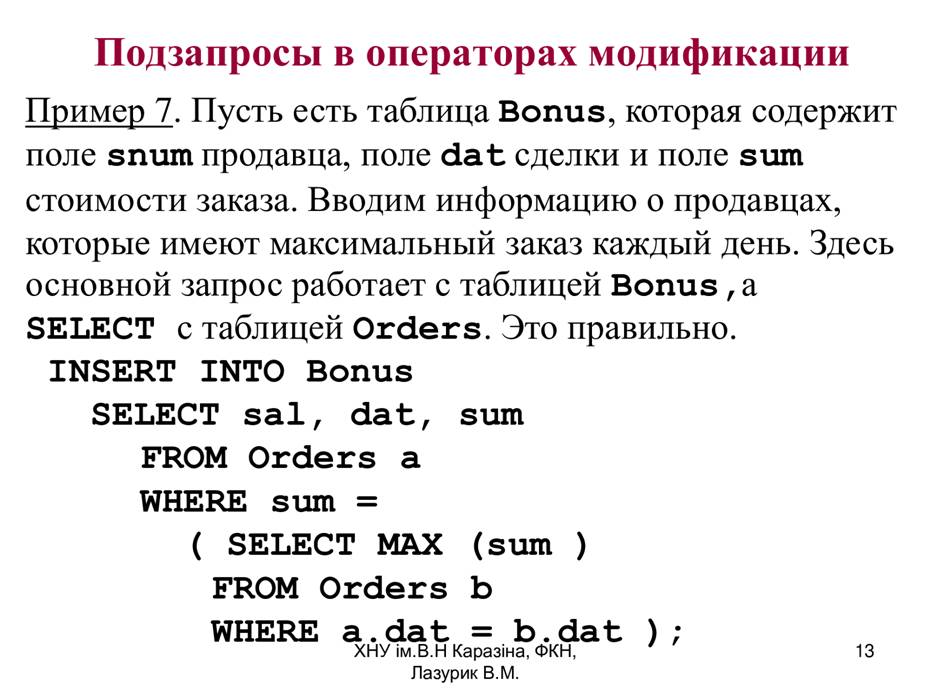 Подзапросы в операторах модификации
Пример 7. Пусть есть таблица Bonus, которая содержит
поле snum продавца, поле dat сделки и поле sum
стоимости заказа. Вводим информацию о продавцах,
которые имеют максимальный заказ каждый день. Здесь
основной запрос работает с таблицей Bonus,а
SELECT с таблицей Orders. Это правильно.
INSERT INTO Bonus
SELECT sal, dat, sum
FROM Orders a
WHERE sum =
( SELECT MAX (sum )
FROM Orders b
WHERE a.dat = b.dat );
ХНУ ім.В.Н Каразіна, ФКН,
Лазурик В.М.
13